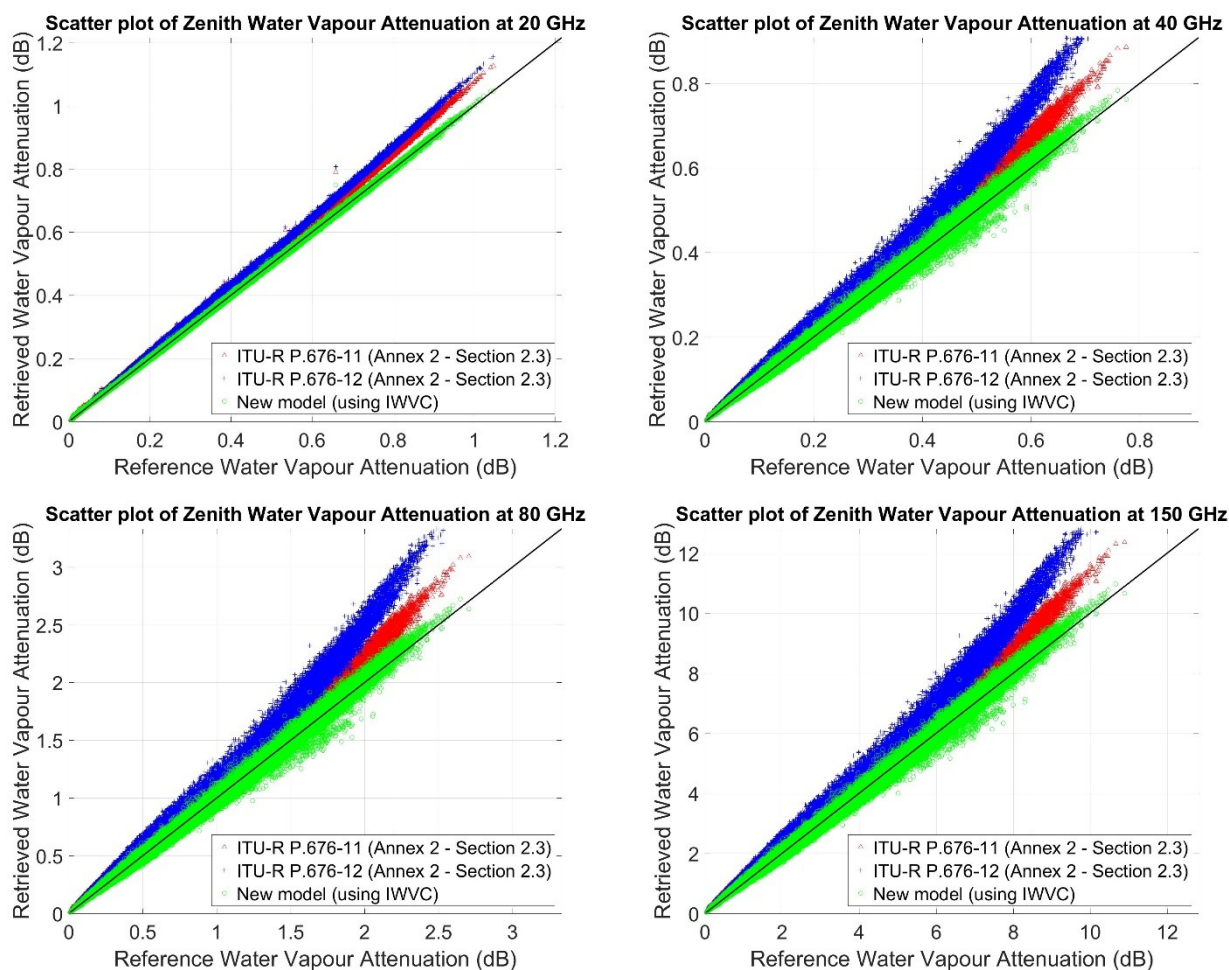 Scatter plot of Zenith Water Vapour Attenuation at 20 GHz
Retrieved Water Vapour Attenuation (dB)
1.2
1
0.8
0.6
0.4
0.2
0
0 0.2 0.4 0.6 0.8 1 1.2
Reference Water Vapour Attenuation (dB)
ITU-R P.676-11 (Annex 2 - Section 2.3)
ITU-R P.676-12 (Annex 2 - Section 2.3)
New model (using IWVC)
Scatter plot of Zenith Water Vapour Attenuation at 40 GHz
Retrieved Water Vapour Attenuation (dB)
0.8
0.6
0.4
0.2
0
0 0.2 0.4 0.6 0.8
Reference Water Vapour Attenuation (dB)
ITU-R P.676-11 (Annex 2 - Section 2.3)
ITU-R P.676-12 (Annex 2 - Section 2.3)
New model (using IWVC)
Scatter plot of Zenith Water Vapour Attenuation at 80 GHz
Retrieved Water Vapour Attenuation (dB)
3
2.5
2
1.5
1
0.5
0
0 0.5 1 1.5 2 2.5 3
Reference Water Vapour Attenuation (dB)
ITU-R P.676-11 (Annex 2 - Section 2.3)
ITU-R P.676-12 (Annex 2 - Section 2.3)
New model (using IWVC)
Scatter plot of Zenith Water Vapour Attenuation at 150 GHz
Retrieved Water Vapour Attenuation (dB)
12
10
8
6
4
2
0
0 2 4 6 8 10 12
Reference Water Vapour Attenuation (dB)
ITU-R P.676-11 (Annex 2 - Section 2.3)
ITU-R P.676-12 (Annex 2 - Section 2.3)
New model (using IWVC)